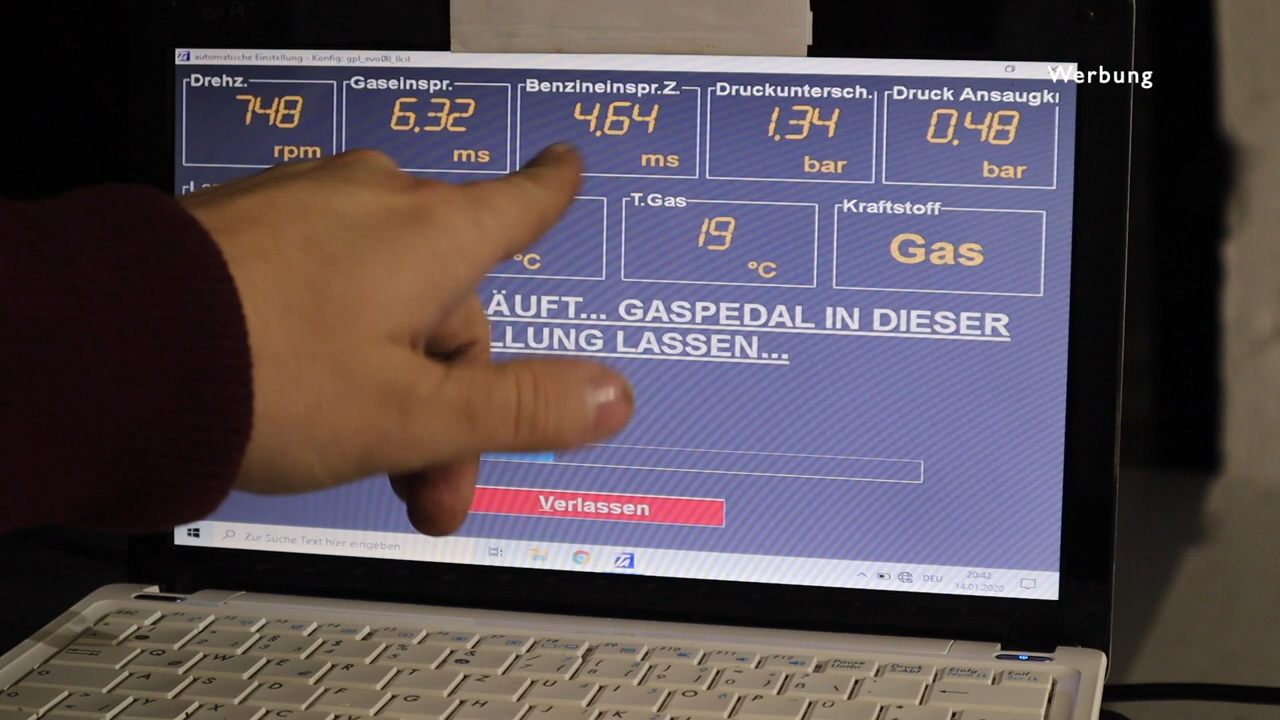 automatische Einstellung - Konfig: gpl_evo08_8cil
Werbung
Drehz.
748
rpm
Gaseinspr.
6.32
ms
Benzineinspr.Z.
4.64
ms
Druckuntersch.
1.34
bar
Druck Ansaugk
0.48
bar
°C
T.Gas
19
°C
Kraftstoff
Gas
ÄUFT... GASPEDAL IN DIESER
LLUNG LASSEN...
Verlassen
Zur Suche Text hier eingeben
DEU
20:42
14.01.2020